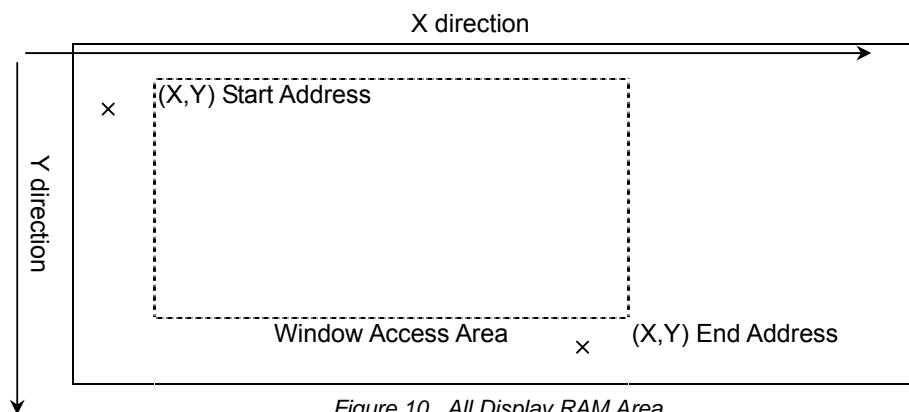 X direction
(X,Y) Start Address
Y direction
Window Access Area
(X,Y) End Address
Figure 10. All Display RAM Area